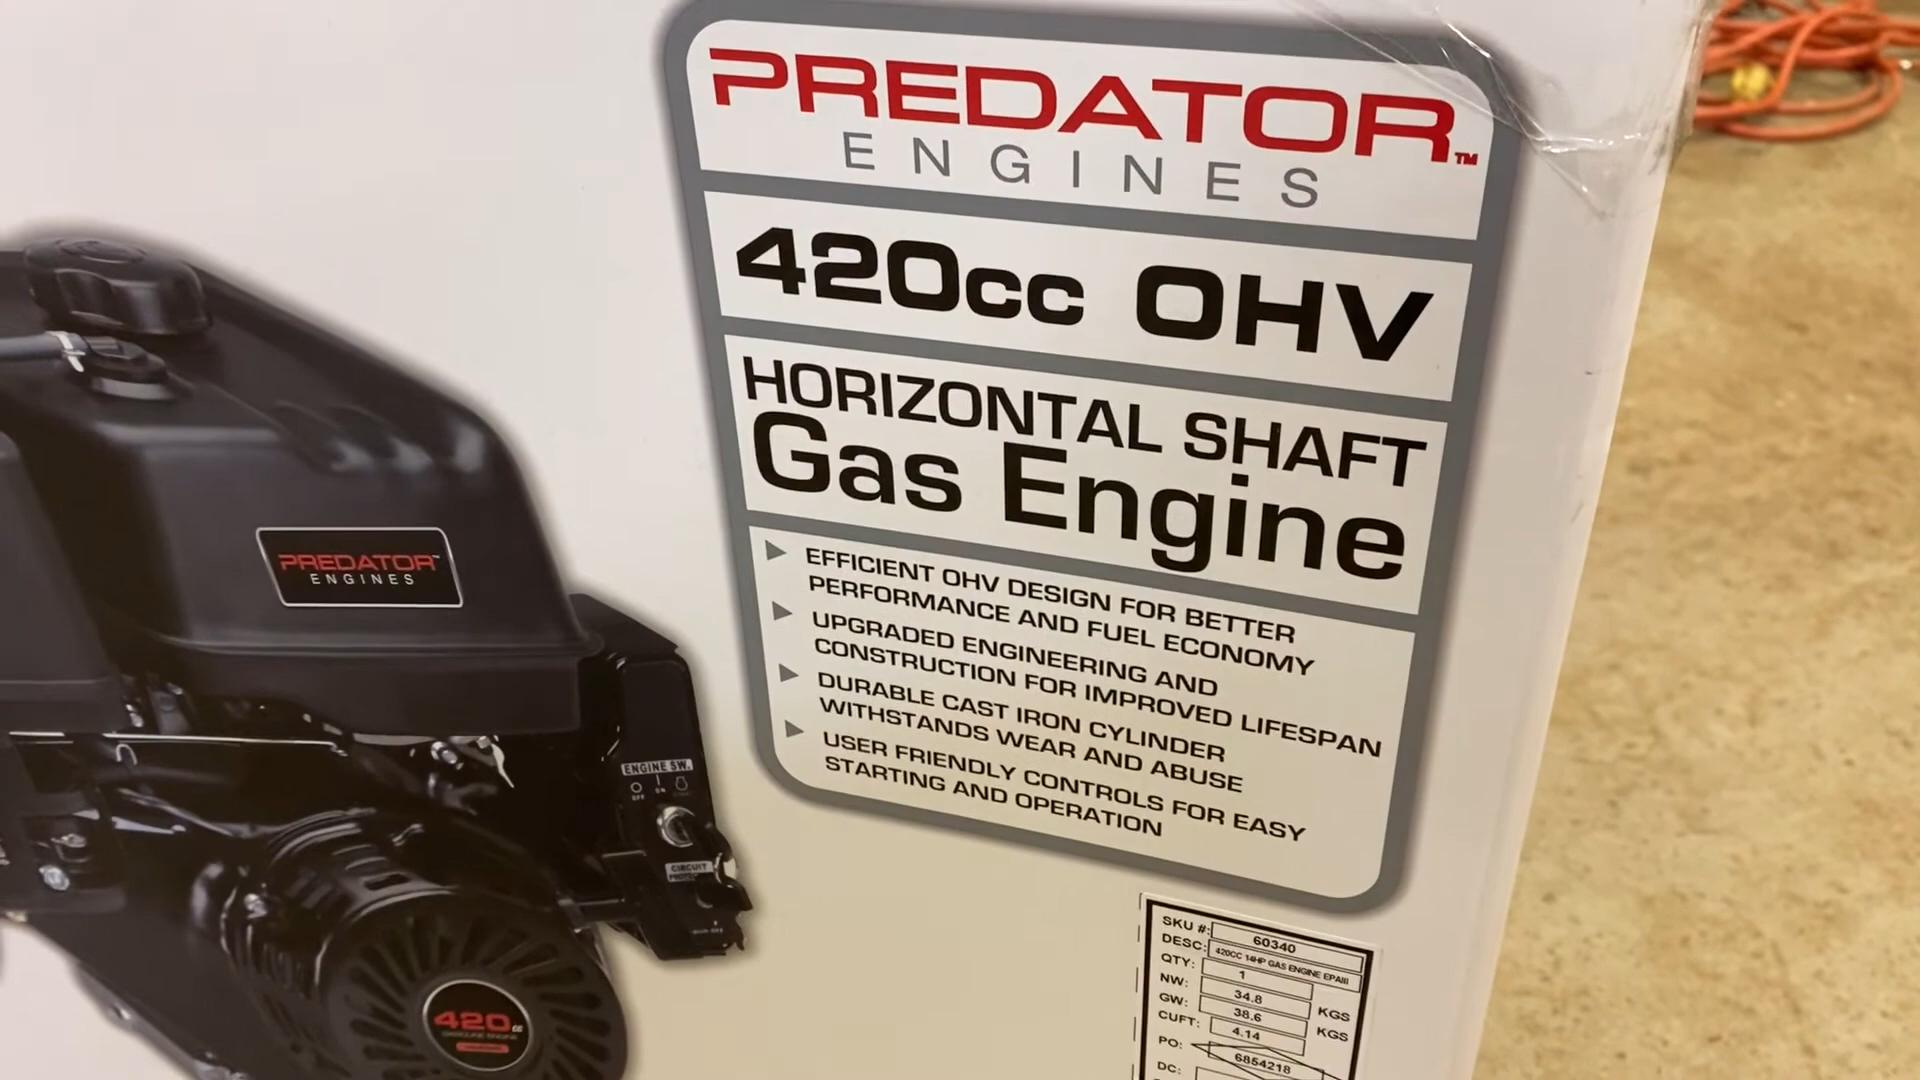 PREDATOR™
ENGINES
420cc OHV
HORIZONTAL SHAFT
Gas Engine
EFFICIENT OHV DESIGN FOR BETTER
PERFORMANCE AND FUEL ECONOMY
UPGRADED ENGINEERING AND
CONSTRUCTION FOR IMPROVED LIFESPAN
DURABLE CAST IRON CYLINDER
WITHSTANDS WEAR AND ABUSE
USER FRIENDLY CONTROLS FOR EASY
STARTING AND OPERATION
PREDATOR™
ENGINES
ENGINE SW.
OFF ON
CIRCUIT
420cc
SKU #: 60340
DESC: 420CC 14HP GAS ENGINE EPAIII
QTY: 1
NW: 34.8 KGS
GW: 38.6 KGS
CUFT: 4.14
PO: 6854218
DC: